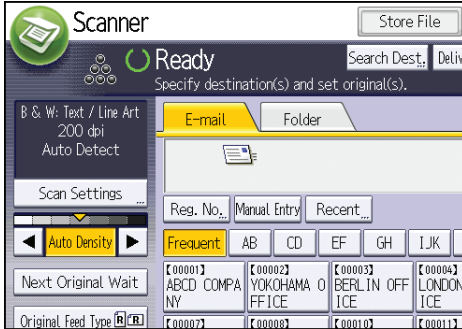 Scanner
Store File
Ready
Search Dest.
Deliv
Specify destination(s) and set original(s).
B & W: Text / Line Art
200 dpi
Auto Detect
Scan Settings
E-mail
Folder
Reg. No.
Manual Entry
Recent
Auto Density
Frequent
AB
CD
EF
GH
IJK
Next Original Wait
【00001】
ABCD COMPA
NY
【00002】
YOKOHAMA O
FFICE
【00003】
BERLIN OFF
ICE
【00004】
LONDON
ICE
Original Feed Type
【00007】
【00008】
【00010】
【00011】